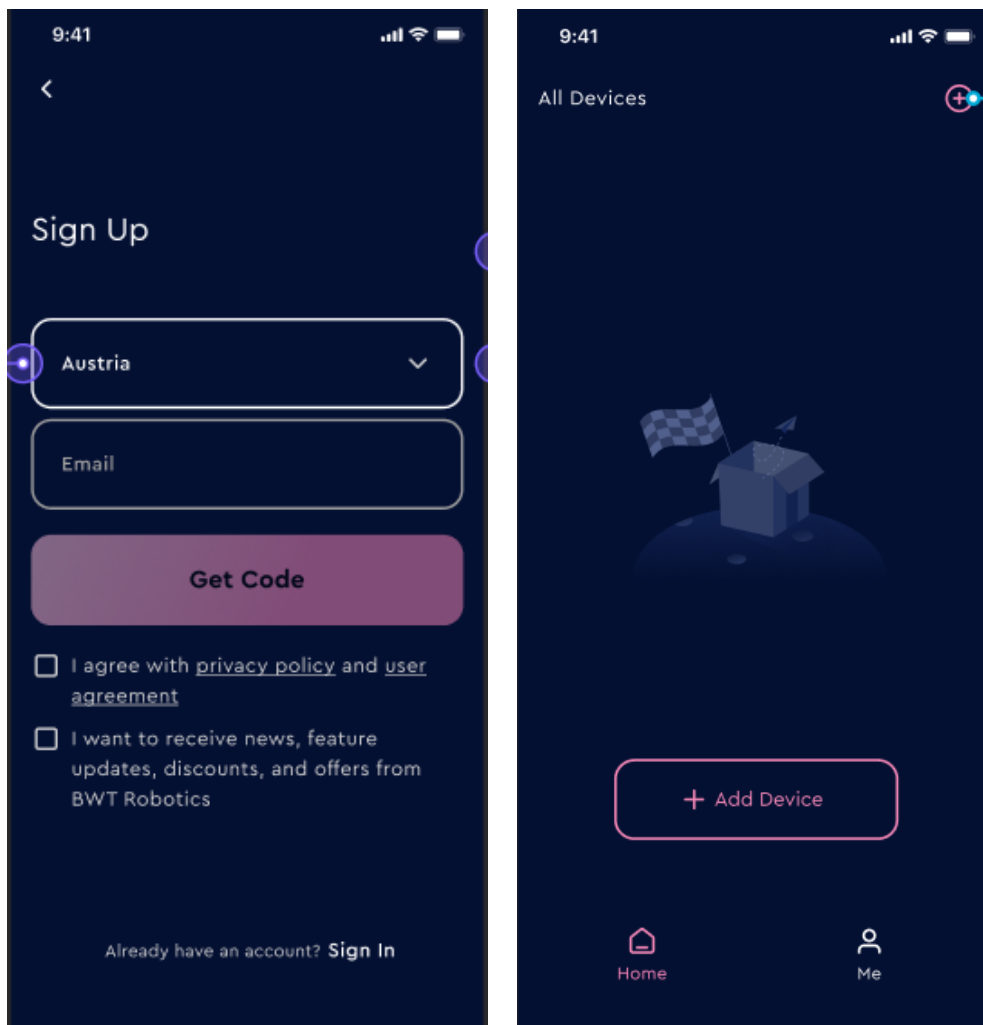 9:41
Sign Up
Austria
Email
Get Code
I agree with privacy policy and user
agreement
I want to receive news, feature
updates, discounts, and offers from
BWT Robotics
Already have an account? Sign In
9:41
All Devices
+ Add Device
Home
Me